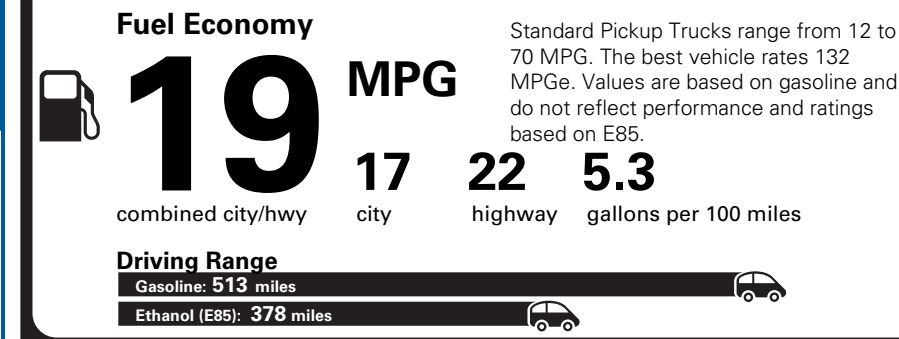 Fuel Economy
Standard Pickup Trucks range from 12 to
70 MPG. The best vehicle rates 132
MPGe. Values are based on gasoline and
do not reflect performance and ratings
based on E85.
19 MPG
combined city/hwy
17
city
22
highway
5.3
gallons per 100 miles
Driving Range
Gasoline: 513 miles
Ethanol (E85): 378 miles